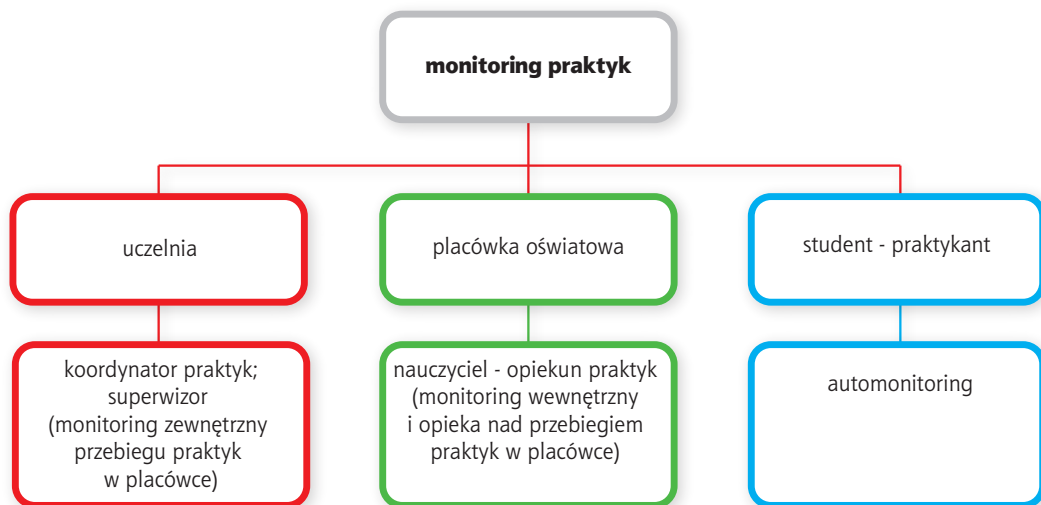 monitoring praktyk
uczelnia
placówka oświatowa
student - praktykant
koordynator praktyk;
superwizor
(monitoring zewnętrzny
przebiegu praktyk
w placówce)
nauczyciel - opiekun praktyk
(monitoring wewnętrzny
i opieka nad przebiegiem
praktyk w placówce)
automonitoring